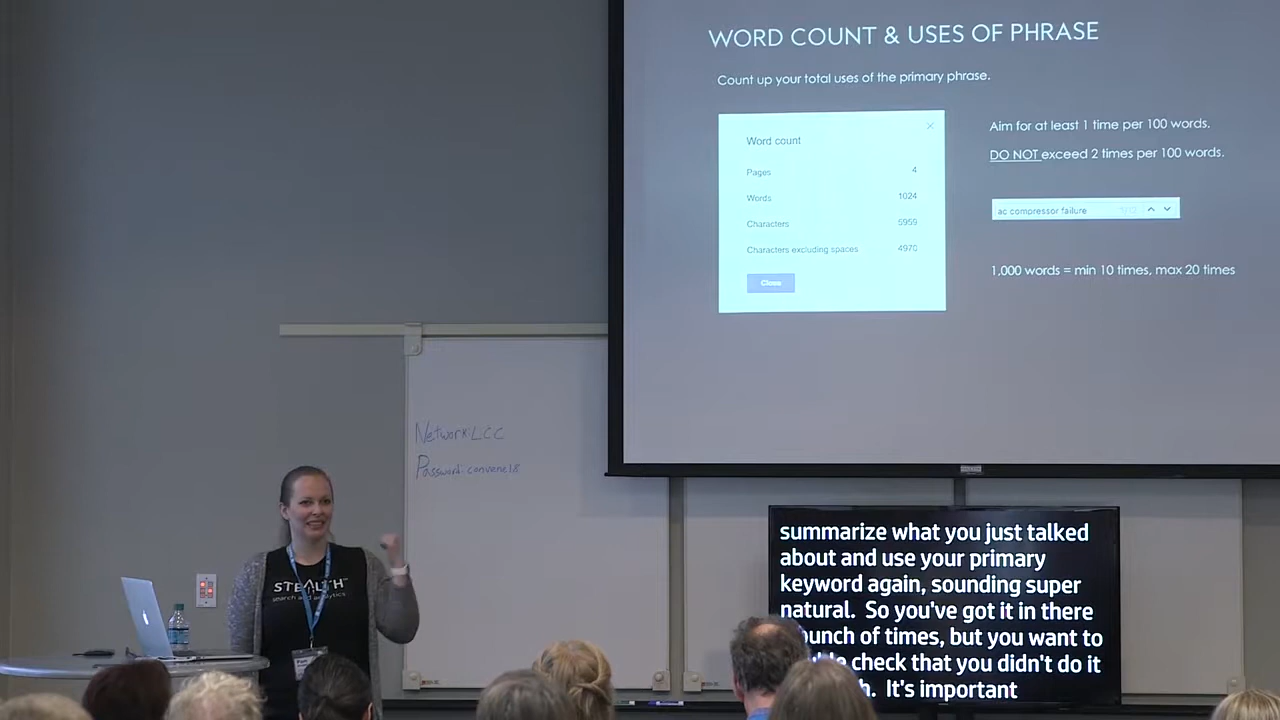 WORD COUNT & USES OF PHRASE
Count up your total uses of the primary phrase.
Word count
Pages 4
Words 1024
Characters 5959
Characters excluding spaces 4970
Close
Aim for at least 1 time per 100 words.
DO NOT exceed 2 times per 100 words.
ac compressor failure
1,000 words = min 10 times, max 20 times
Network: LCC
Password: convene18
STEALTH
search and analytics
summarize what you just talked
about and use your primary
keyword again, sounding super
natural. So you've got it in there
bunch of times, but you want to
check that you didn't do it
It's important